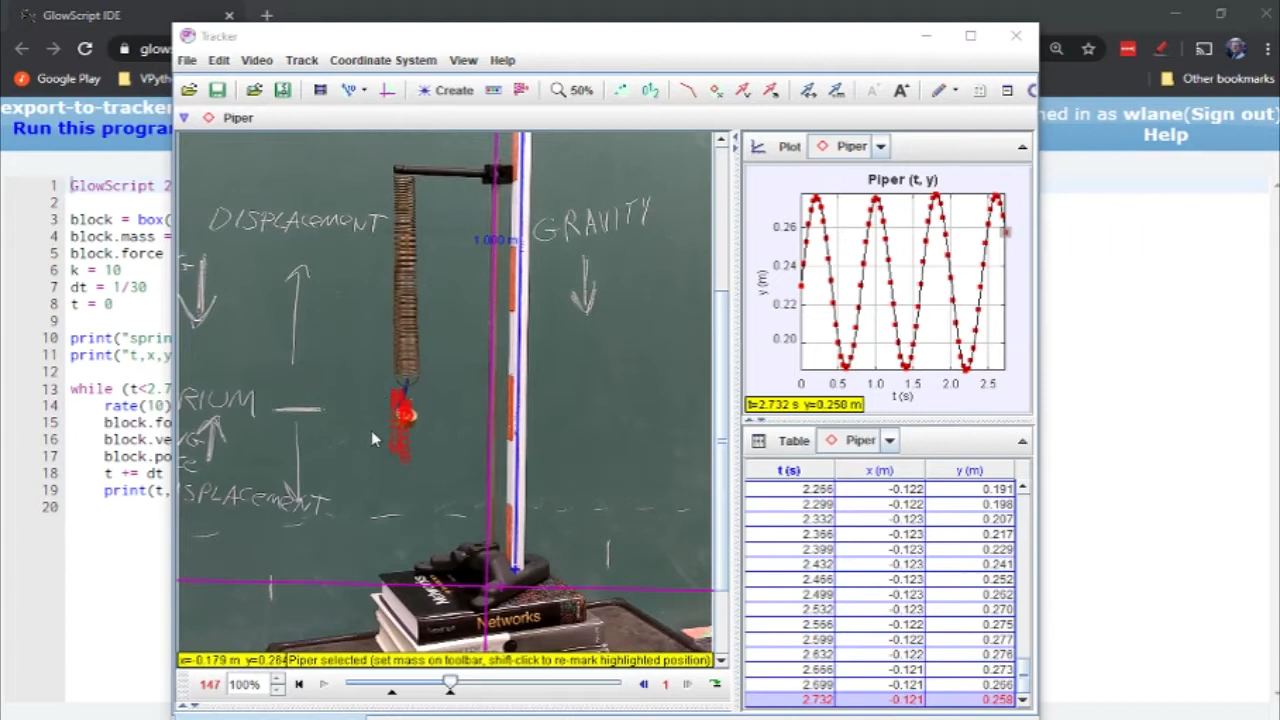 GlowScript IDE
glows
Google Play
VPyth
Other bookmarks
export-to-tracker
Run this program
ned in as wlane(Sign out)
Help
1 GlowScript 2
2
3 block = box(
4 block.mass =
5 block.force
6 k = 10
7 dt = 1/30
8 t = 0
9
10 print("sprin
11 print("t,x,y
12
13 while (t<2.7
14 rate(10)
15 block.fo
16 block.ve
17 block.po
18 t += dt
19 print(t,
20
Tracker
File Edit Video Track Coordinate System View Help
Create 50%
Piper
DISPLACEMENT
GRAVITY
1.000 m
RIUM
ISPLACEMENT
Networks
x=-0.179 m y=0.284 Piper selected (set mass on toolbar, shift-click to re-mark highlighted position)
147 100% 1
Plot Piper
Piper (t, y)
y (m)
0.26
0.24
0.22
0.20
0 0.5 1.0 1.5 2.0 2.5
t (s)
t=2.732 s y=0.258 m
Table Piper
t (s) x (m) y (m)
2.266 -0.122 0.191
2.299 -0.122 0.198
2.332 -0.123 0.207
2.366 -0.123 0.217
2.399 -0.123 0.229
2.432 -0.123 0.241
2.466 -0.123 0.252
2.499 -0.123 0.262
2.532 -0.123 0.270
2.566 -0.122 0.275
2.599 -0.122 0.277
2.632 -0.122 0.276
2.666 -0.121 0.273
2.699 -0.121 0.266
2.732 -0.121 0.258